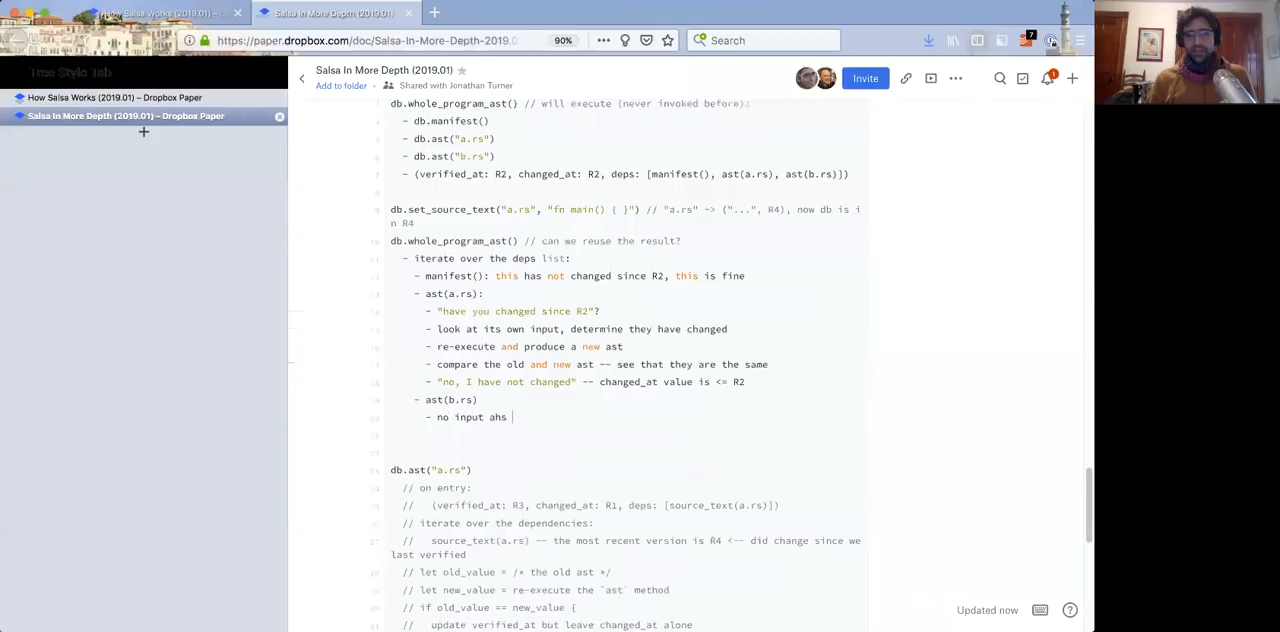 How Salsa Works (2019.01) – D
Salsa In More Depth (2019.01)
https://paper.dropbox.com/doc/Salsa-In-More-Depth-2019.0
90%
Search
7
Tree Style Tab
How Salsa Works (2019.01) – Dropbox Paper
Salsa In More Depth (2019.01) – Dropbox Paper
Salsa In More Depth (2019.01)
Add to folder
Shared with Jonathan Turner
Invite
1
db.whole_program_ast() // will execute (never invoked before):
- db.manifest()
- db.ast("a.rs")
- db.ast("b.rs")
- (verified_at: R2, changed_at: R2, deps: [manifest(), ast(a.rs), ast(b.rs)])
db.set_source_text("a.rs", "fn main() { }") // "a.rs" -> ("...", R4), now db is i
n R4
db.whole_program_ast() // can we reuse the result?
- iterate over the deps list:
- manifest(): this has not changed since R2, this is fine
- ast(a.rs):
- "have you changed since R2"?
- look at its own input, determine they have changed
- re-execute and produce a new ast
- compare the old and new ast -- see that they are the same
- "no, I have not changed" -- changed_at value is <= R2
- ast(b.rs)
- no input ahs
db.ast("a.rs")
// on entry:
// (verified_at: R3, changed_at: R1, deps: [source_text(a.rs)])
// iterate over the dependencies:
// source_text(a.rs) -- the most recent version is R4 <-- did change since we
last verified
// let old_value = /* the old ast */
// let new_value = re-execute the `ast` method
// if old_value == new_value {
// update verified_at but leave changed_at alone
Updated now